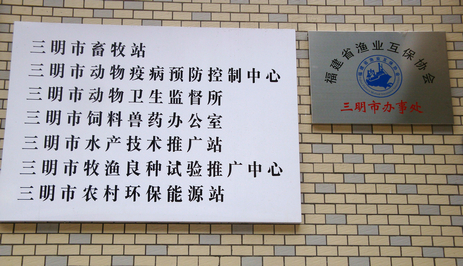 三明市畜牧站
三明市动物疫病预防控制中心
三明市动物卫生监督所
三明市饲料兽药办公室
三明市水产技术推广站
三明市牧渔良种试验推广中心
三明市农村环保能源站
福建省渔业互保协会
三明市办事处